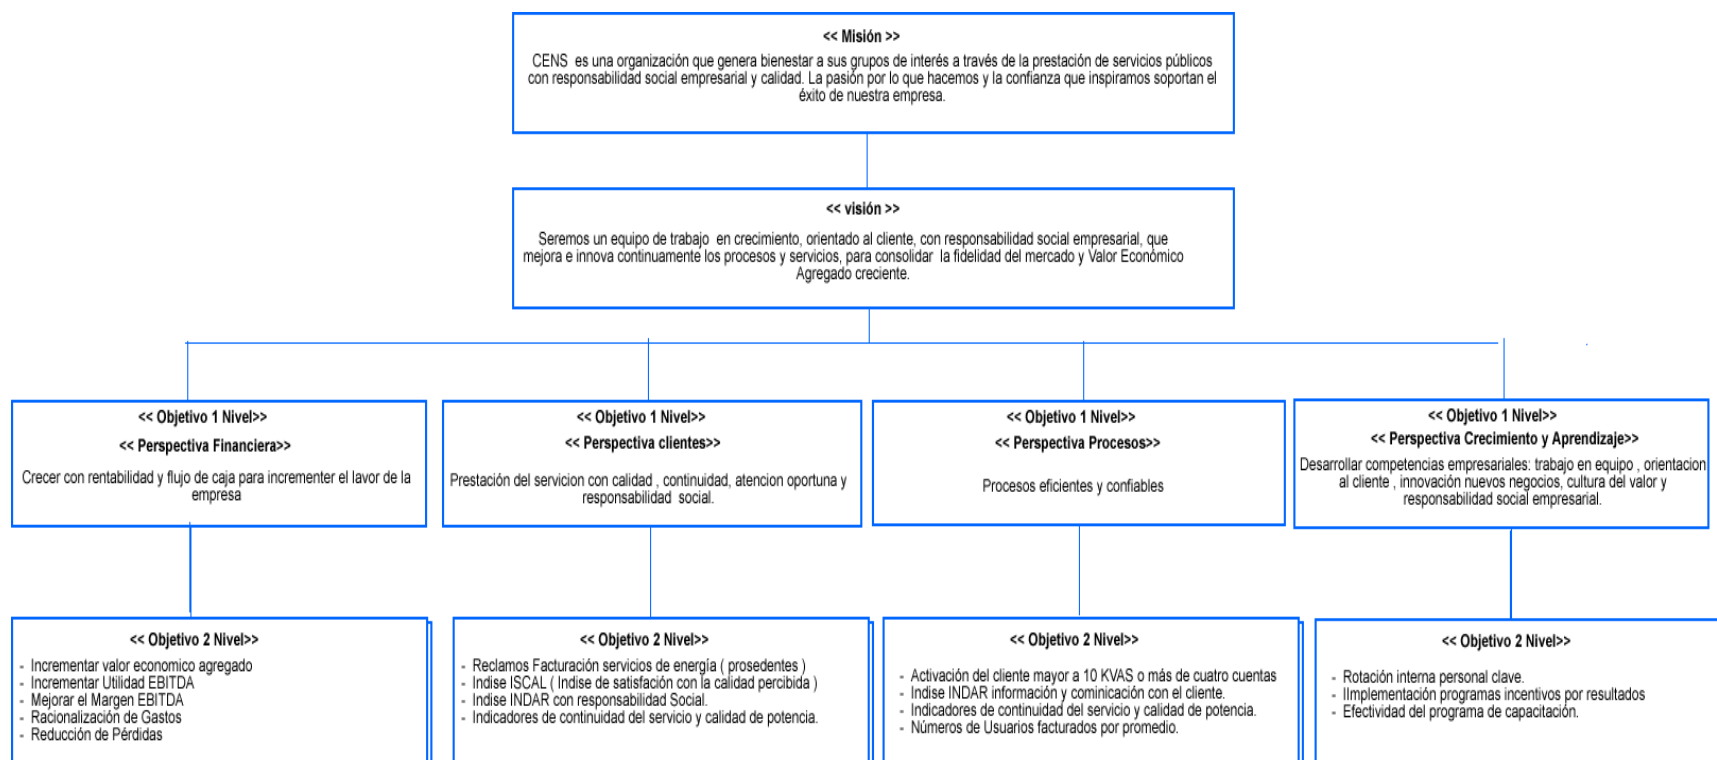 << Misión >>
CENS es una organización que genera bienestar a sus grupos de interés a través de la prestación de servicios públicos
con responsabilidad social empresarial y calidad. La pasión por lo que hacemos y la confianza que inspiramos soportan el
éxito de nuestra empresa.
<< visión >>
Seremos un equipo de trabajo en crecimiento, orientado al cliente, con responsabilidad social empresarial, que
mejora e innova continuamente los procesos y servicios, para consolidar la fidelidad del mercado y Valor Económico
Agregado creciente.
<< Objetivo 1 Nivel>>
<< Perspectiva Financiera>>
Crecer con rentabilidad y flujo de caja para incrementer el lavor de la
empresa
<< Objetivo 1 Nivel>>
<< Perspectiva clientes>>
Prestación del servicion con calidad , continuidad, atencion oportuna y
responsabilidad social.
<< Objetivo 1 Nivel>>
<< Perspectiva Procesos>>
Procesos eficientes y confiables
<< Objetivo 1 Nivel>>
<< Perspectiva Crecimiento y Aprendizaje>>
Desarrollar competencias empresariales: trabajo en equipo , orientacion
al cliente , innovación nuevos negocios, cultura del valor y
responsabilidad social empresarial.
<< Objetivo 2 Nivel>>
- Incrementar valor economico agregado
- Incrementar Utilidad EBITDA
- Mejorar el Margen EBITDA
- Racionalización de Gastos
- Reducción de Pérdidas
<< Objetivo 2 Nivel>>
- Reclamos Facturación servicios de energía ( prosedentes )
- Indise ISCAL ( Indise de satisfación con la calidad percibida )
- Indise INDAR con responsabilidad Social.
- Indicadores de continuidad del servicio y calidad de potencia.
<< Objetivo 2 Nivel>>
- Activación del cliente mayor a 10 KVAS o más de cuatro cuentas
- Indise INDAR información y cominicación con el cliente.
- Indicadores de continuidad del servicio y calidad de potencia.
- Números de Usuarios facturados por promedio.
<< Objetivo 2 Nivel>>
- Rotación interna personal clave.
- IImplementación programas incentivos por resultados
- Efectividad del programa de capacitación.